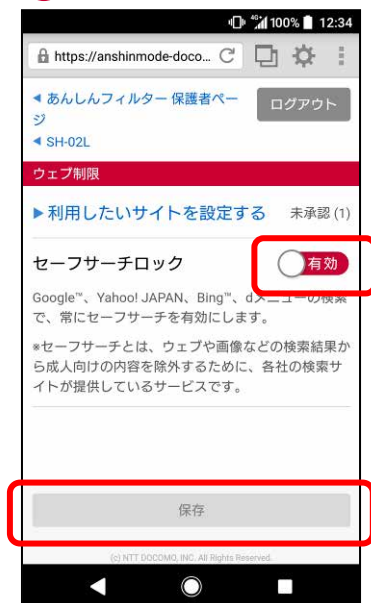 4G 100% 12:34
https://anshinmode-doco...
◀ あんしんフィルター 保護者ペー
ジ
ログアウト
◀ SH-02L
ウェブ制限
▶利用したいサイトを設定する 未承認 (1)
セーフサーチロック 有効
Google™、Yahoo! JAPAN、Bing™、dメニューの検索
で、常にセーフサーチを有効にしま
す。
※セーフサーチとは、ウェブや画像などの検索結果か
ら成人向けの内容を除外するために、各社の検索サ
イトが提供しているサービスです。
保存
(c) NTT DOCOMO, INC. All Rights Reserved.